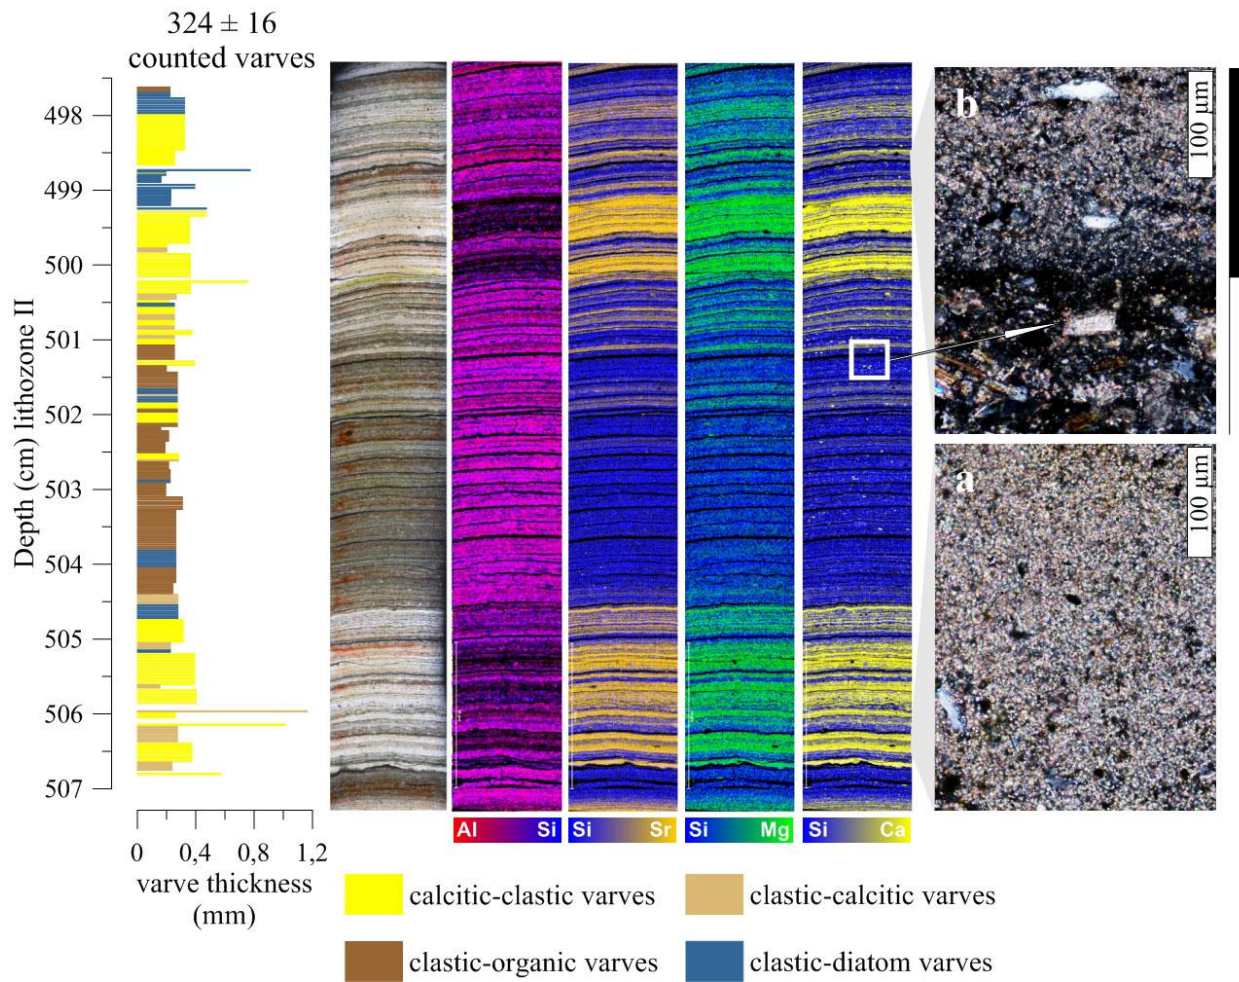 324 ± 16
counted varves
Depth (cm) lithozone II
498
499
500
501
502
503
504
505
506
507
0 0,4 0,8 1,2
varve thickness
(mm)
Al Si
Si Sr
Si Mg
Si Ca
b
100 µm
a
100 µm
calcitic-clastic varves
clastic-calcitic varves
clastic-organic varves
clastic-diatom varves